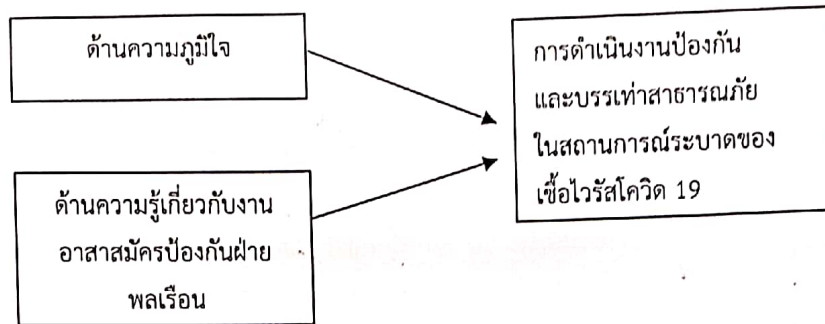 ด้านความภูมิใจ
การดำเนินงานป้องกัน
และบรรเท่าสาธารณภัย
ในสถานการณ์ระบาดของ
เชื้อไวรัสโควิด 19
ด้านความรู้เกี่ยวกับงาน
อาสาสมัครป้องกันฝ่าย
พลเรือน